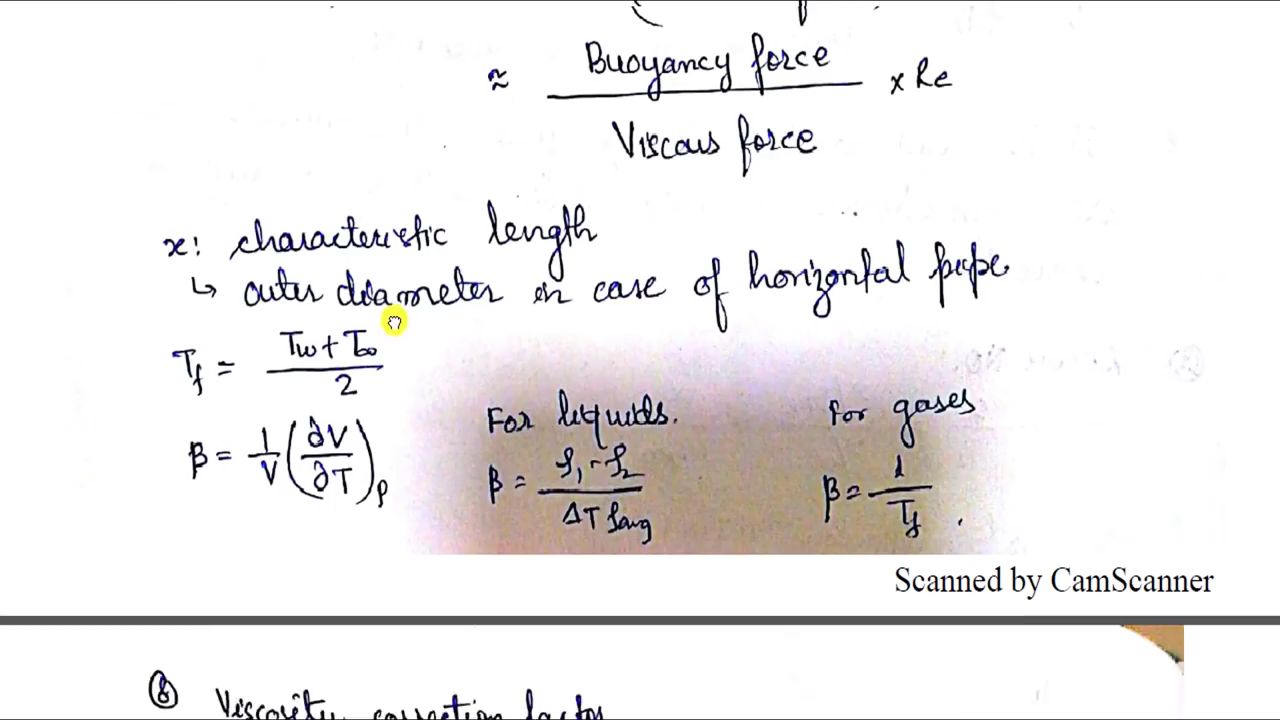 ≈ Buoyancy force / Viscous force × Re
x: characteristic length
↳ outer diameter in case of horizontal pipe
Tf = Tw + T∞ / 2
β = 1/V (∂V/∂T)p
For liquids.
β = ρ1 - ρ2 / ΔT ρavg
For gases
β = 1 / Tf .
Scanned by CamScanner
⑧ Viscosity correction factor